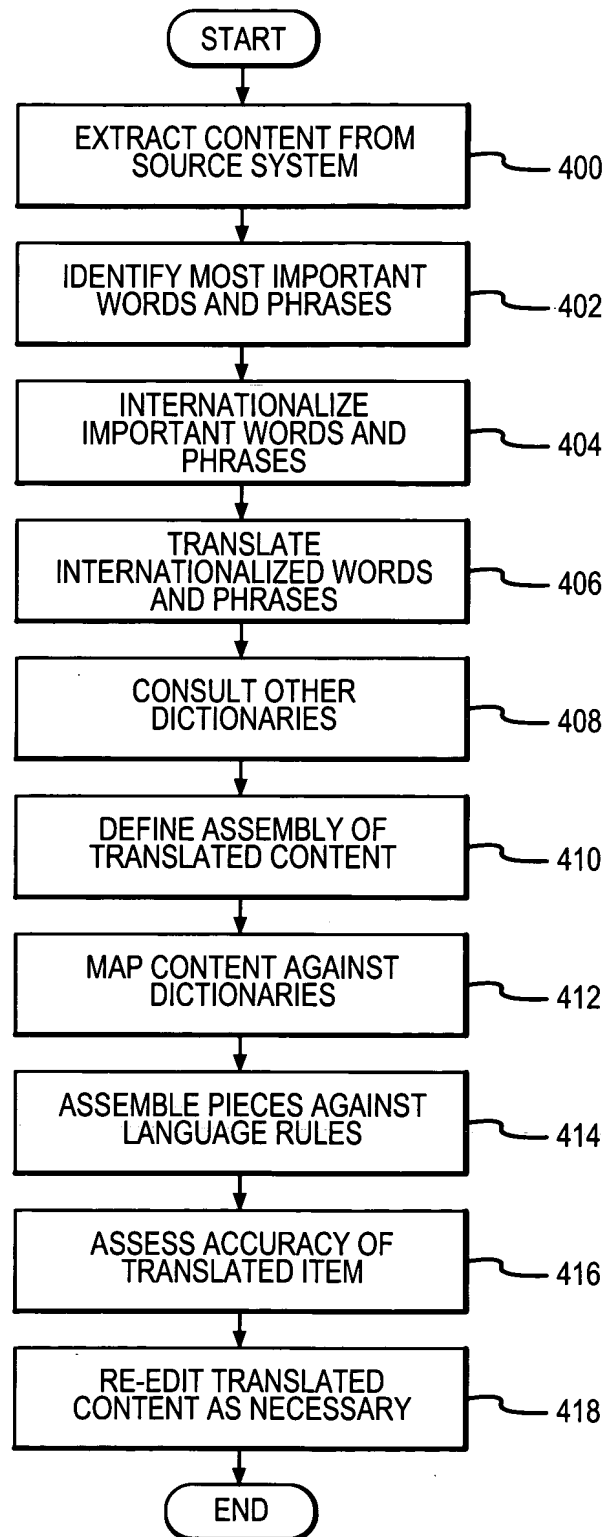 START
EXTRACT CONTENT FROM
SOURCE SYSTEM
400
IDENTIFY MOST IMPORTANT
WORDS AND PHRASES
402
INTERNATIONALIZE
IMPORTANT WORDS AND
PHRASES
404
TRANSLATE
INTERNATIONALIZED WORDS
AND PHRASES
406
CONSULT OTHER
DICTIONARIES
408
DEFINE ASSEMBLY OF
TRANSLATED CONTENT
410
MAP CONTENT AGAINST
DICTIONARIES
412
ASSEMBLE PIECES AGAINST
LANGUAGE RULES
414
ASSESS ACCURACY OF
TRANSLATED ITEM
416
RE-EDIT TRANSLATED
CONTENT AS NECESSARY
418
END